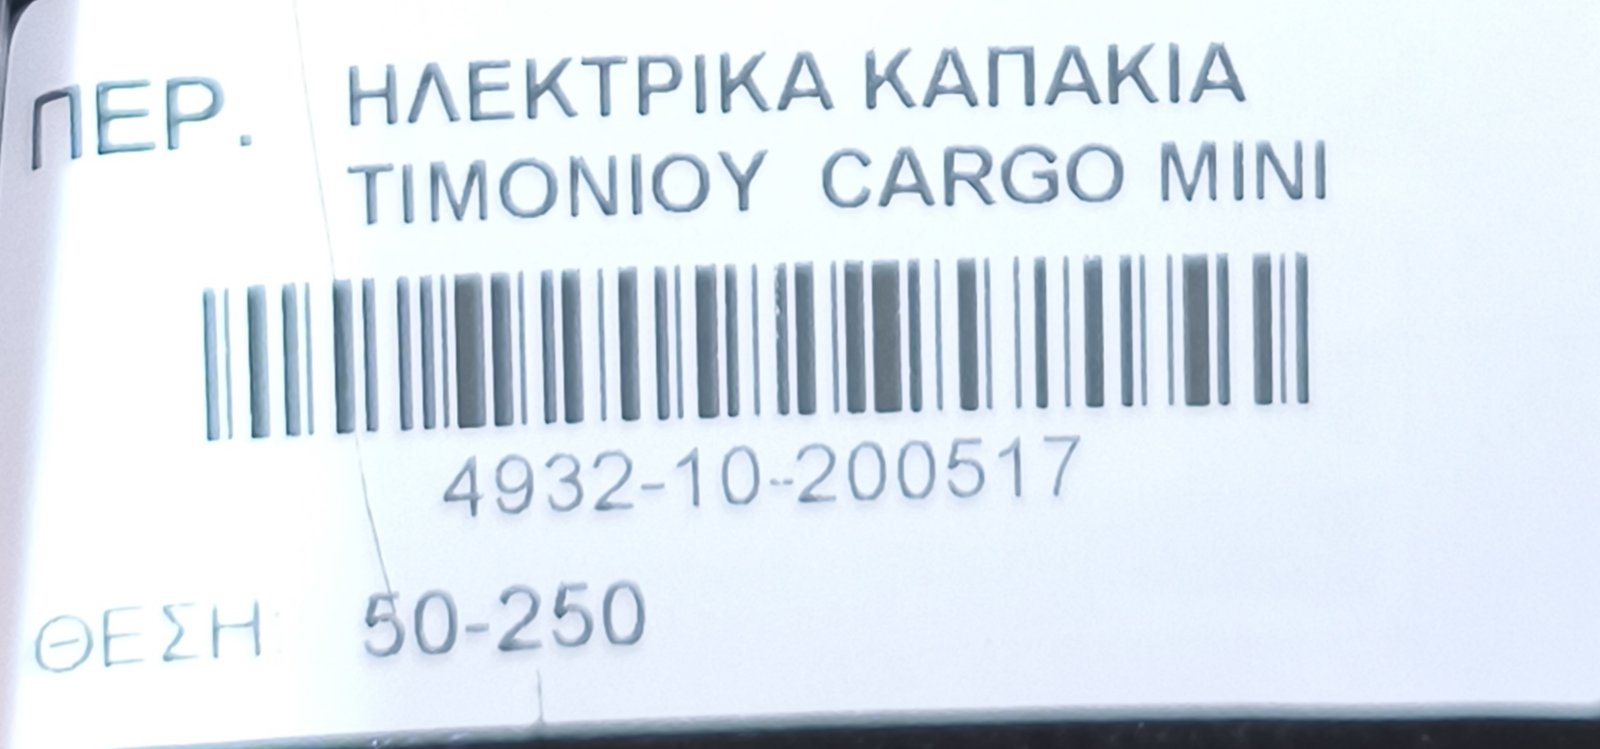 ΠΕΡ. ΗΛΕΚΤΡΙΚΑ ΚΑΠΑΚΙΑ
ΤΙΜΟΝΙΟΥ CARGO MINI
4932-10-200517
ΘΕΣΗ: 50-250